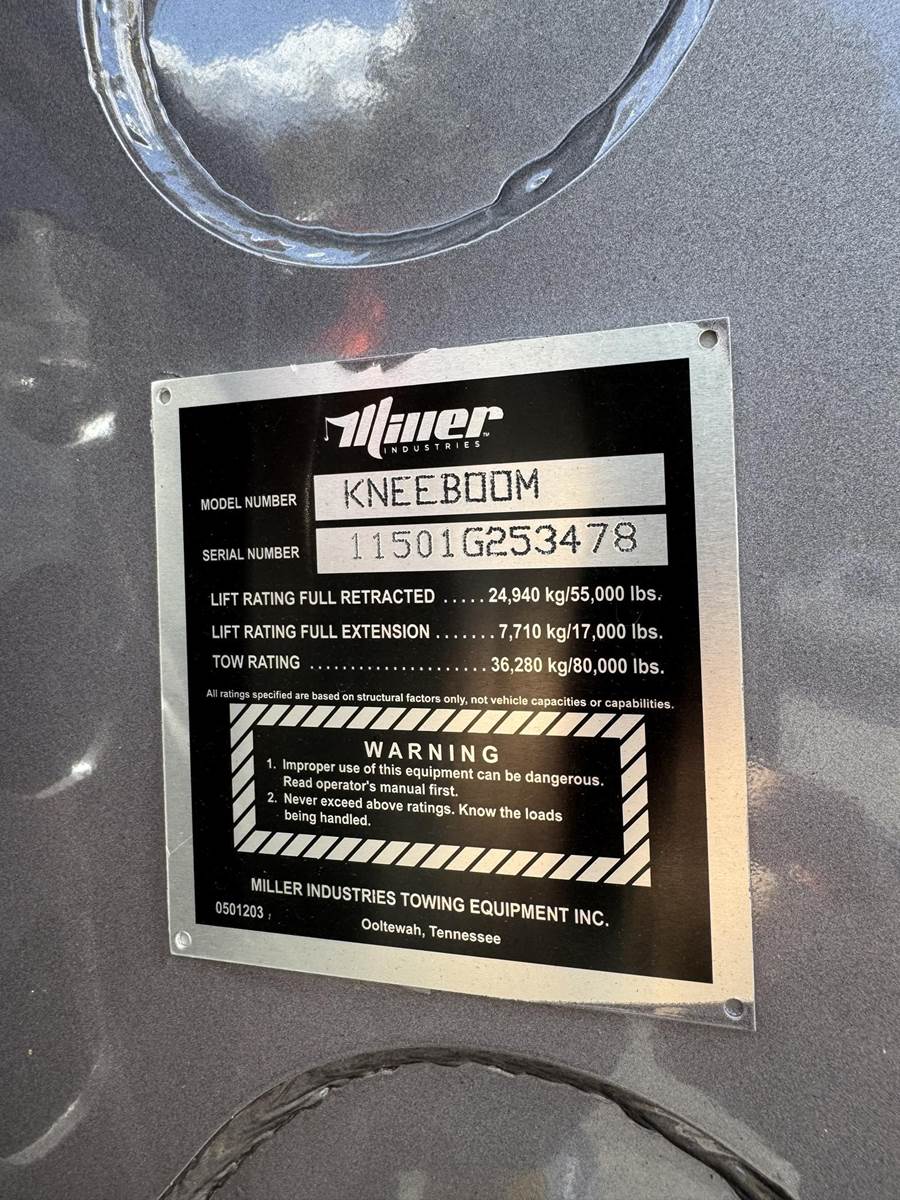 Miller
INDUSTRIES™
MODEL NUMBER KNEEBOOM
SERIAL NUMBER 11501G253478
LIFT RATING FULL RETRACTED ..... 24,940 kg/55,000 lbs.
LIFT RATING FULL EXTENSION ....... 7,710 kg/17,000 lbs.
TOW RATING ...................... 36,280 kg/80,000 lbs.
All ratings specified are based on structural factors only, not vehicle capacities or capabilities.
WARNING
1. Improper use of this equipment can be dangerous.
Read operator's manual first.
2. Never exceed above ratings. Know the loads
being handled.
MILLER INDUSTRIES TOWING EQUIPMENT INC.
0501203
Ooltewah, Tennessee